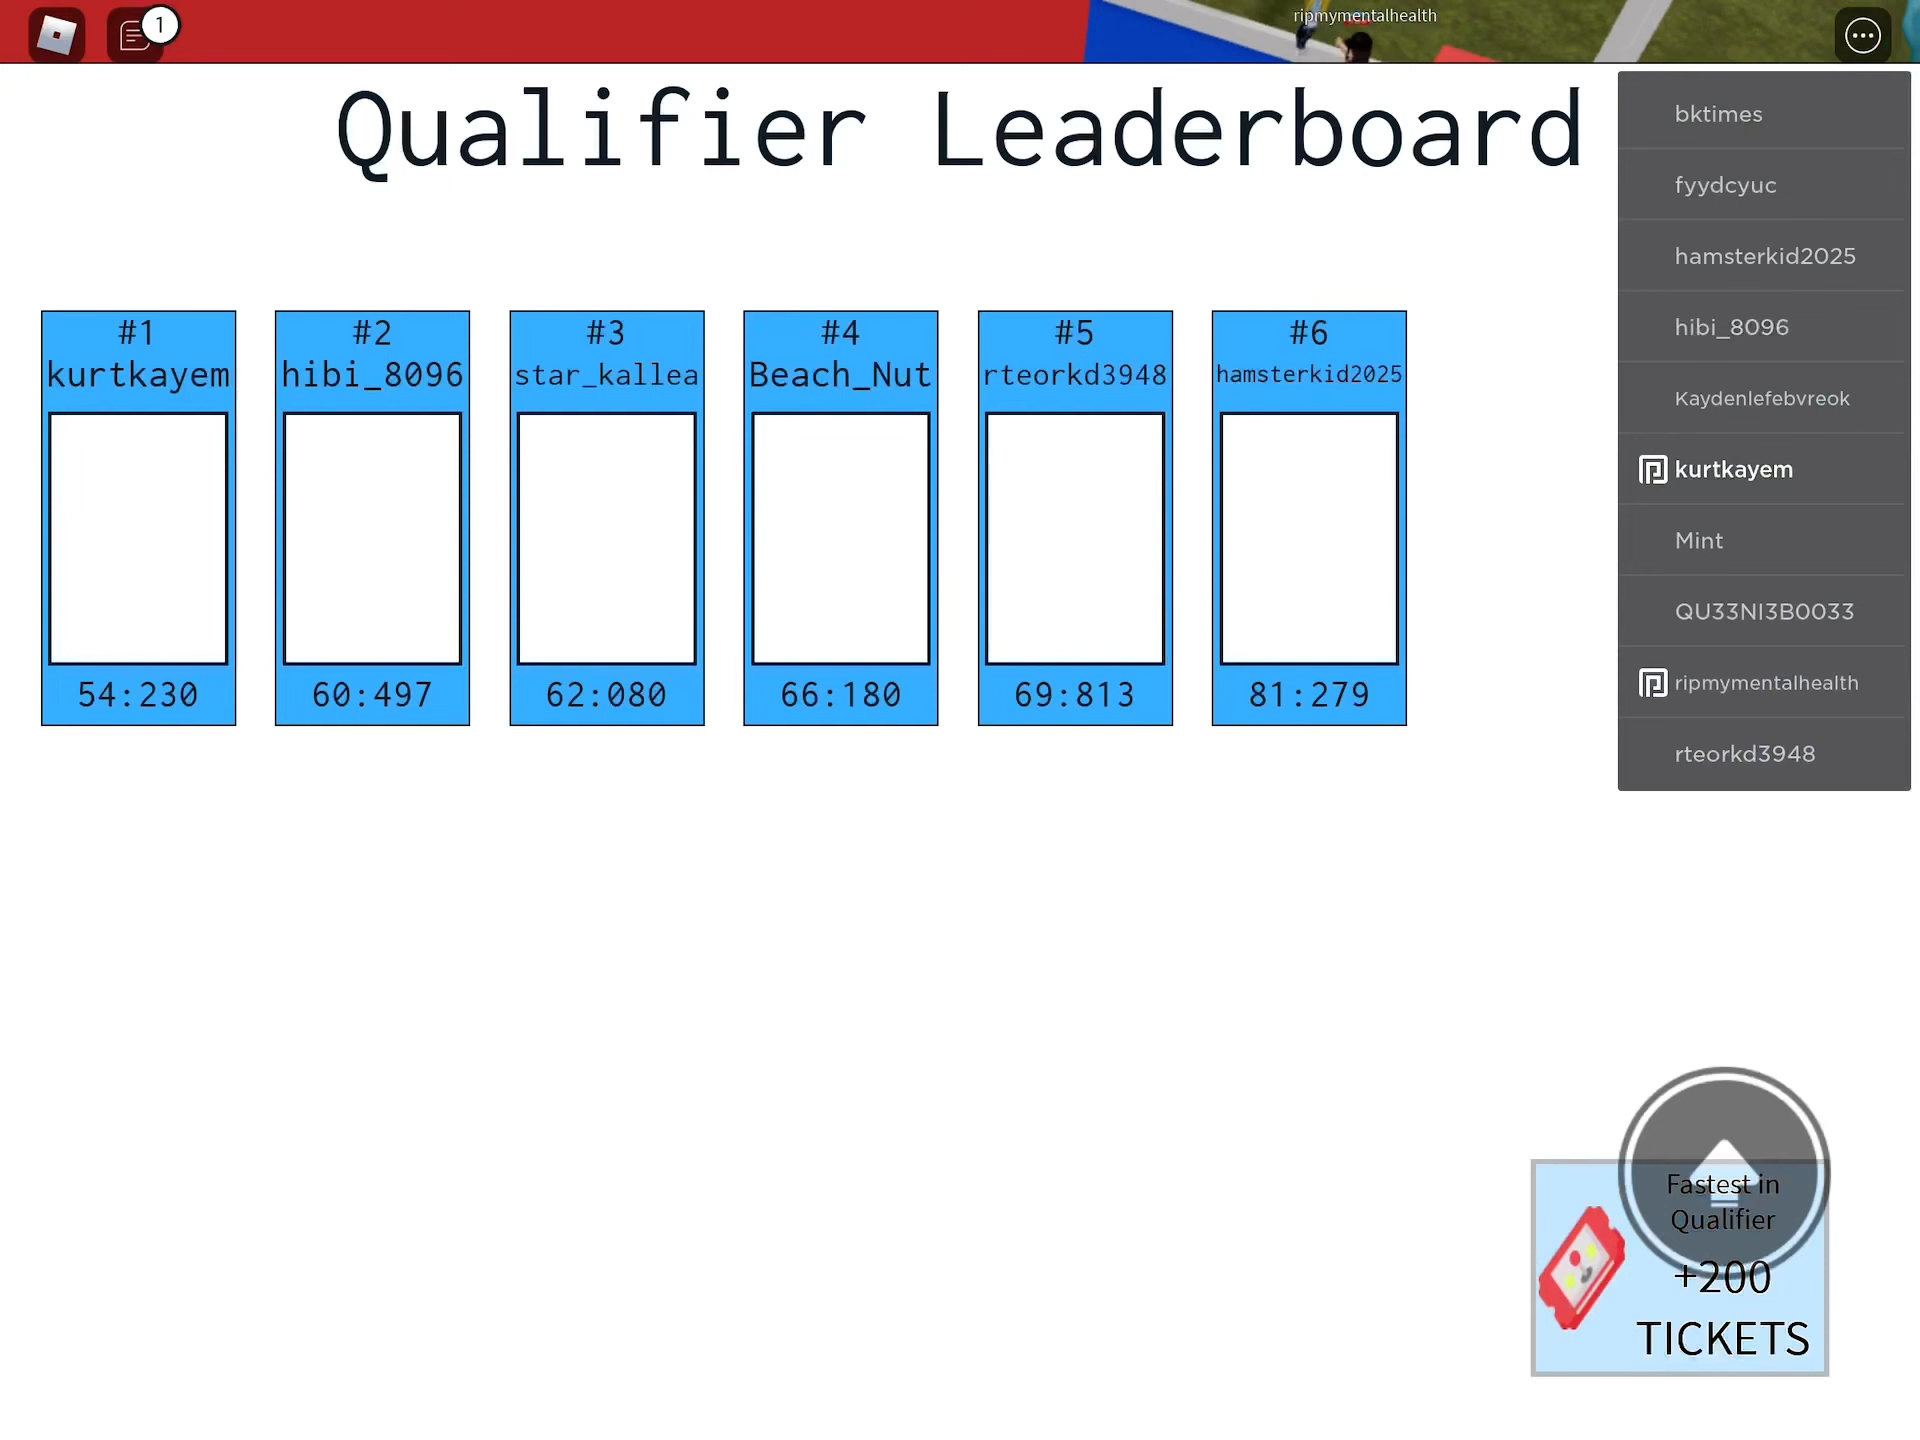 1
ripmymentalhealth
Qualifier Leaderboard
#1
kurtkayem
54:230
#2
hibi_8096
60:497
#3
star_kallea
62:080
#4
Beach_Nut
66:180
#5
rteorkd3948
69:813
#6
hamsterkid2025
81:279
bktimes
fyydcyuc
hamsterkid2025
hibi_8096
Kaydenlefebvreok
kurtkayem
Mint
QU33NI3B0033
ripmymentalhealth
rteorkd3948
Fastest in
Qualifier
+200
TICKETS